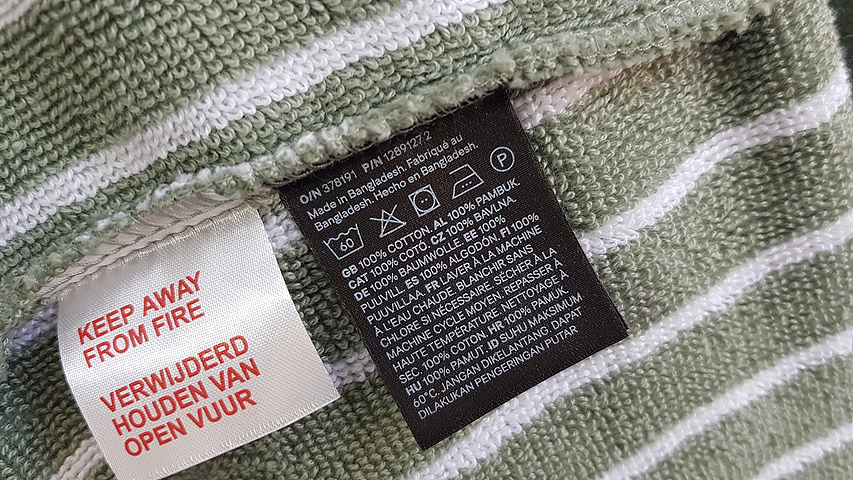 KEEP AWAY
FROM FIRE
VERWIJDERD
HOUDEN VAN
OPEN VUUR
O/N 378191 P/N 1289127 2
Made in Bangladesh. Fabriqué au
Bangladesh. Hecho en Bangladesh.
60
P
GB 100% COTTON. AL 100% PAMBUK.
CAT 100% COTÓ. CZ 100% BAVLNA.
DE 100% BAUMWOLLE. EE 100%
PUUVILL. ES 100% ALGODÓN. FI 100%
PUUVILLAA. FR LAVER À LA MACHINE
À L'EAU CHAUDE. BLANCHIR SANS
CHLORE SI NÉCESSAIRE. SÉCHER À LA
MACHINE CYCLE MOYEN. REPASSER À
HAUTE TEMPÉRATURE. NETTOYAGE À
SEC. 100% COTON. HR 100% PAMUK.
HU 100% PAMUT. ID SUHU MAKSIMUM
60°C. JANGAN DIKELANTANG. DAPAT
DILAKUKAN PENGERINGAN PUTAR